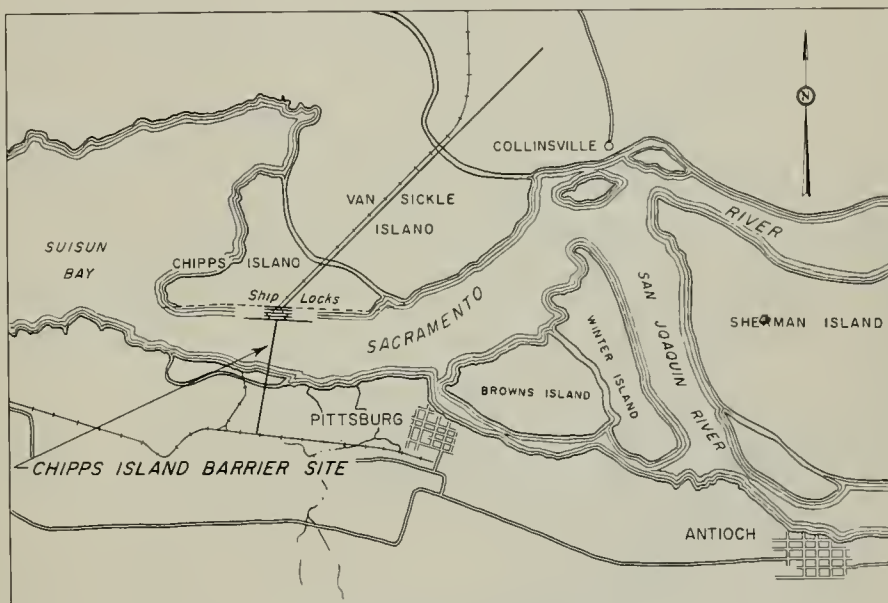 N
COLLINSVILLE
VAN SICKLE
ISLAND
RIVER
SUISUN
BAY
CHIPPS ISLAND
Ship Locks
SACRAMENTO
SAN JOAQUIN RIVER
SHERMAN ISLAND
WINTER ISLAND
BROWNS ISLAND
PITTSBURG
CHIPPS ISLAND BARRIER SITE
ANTIOCH